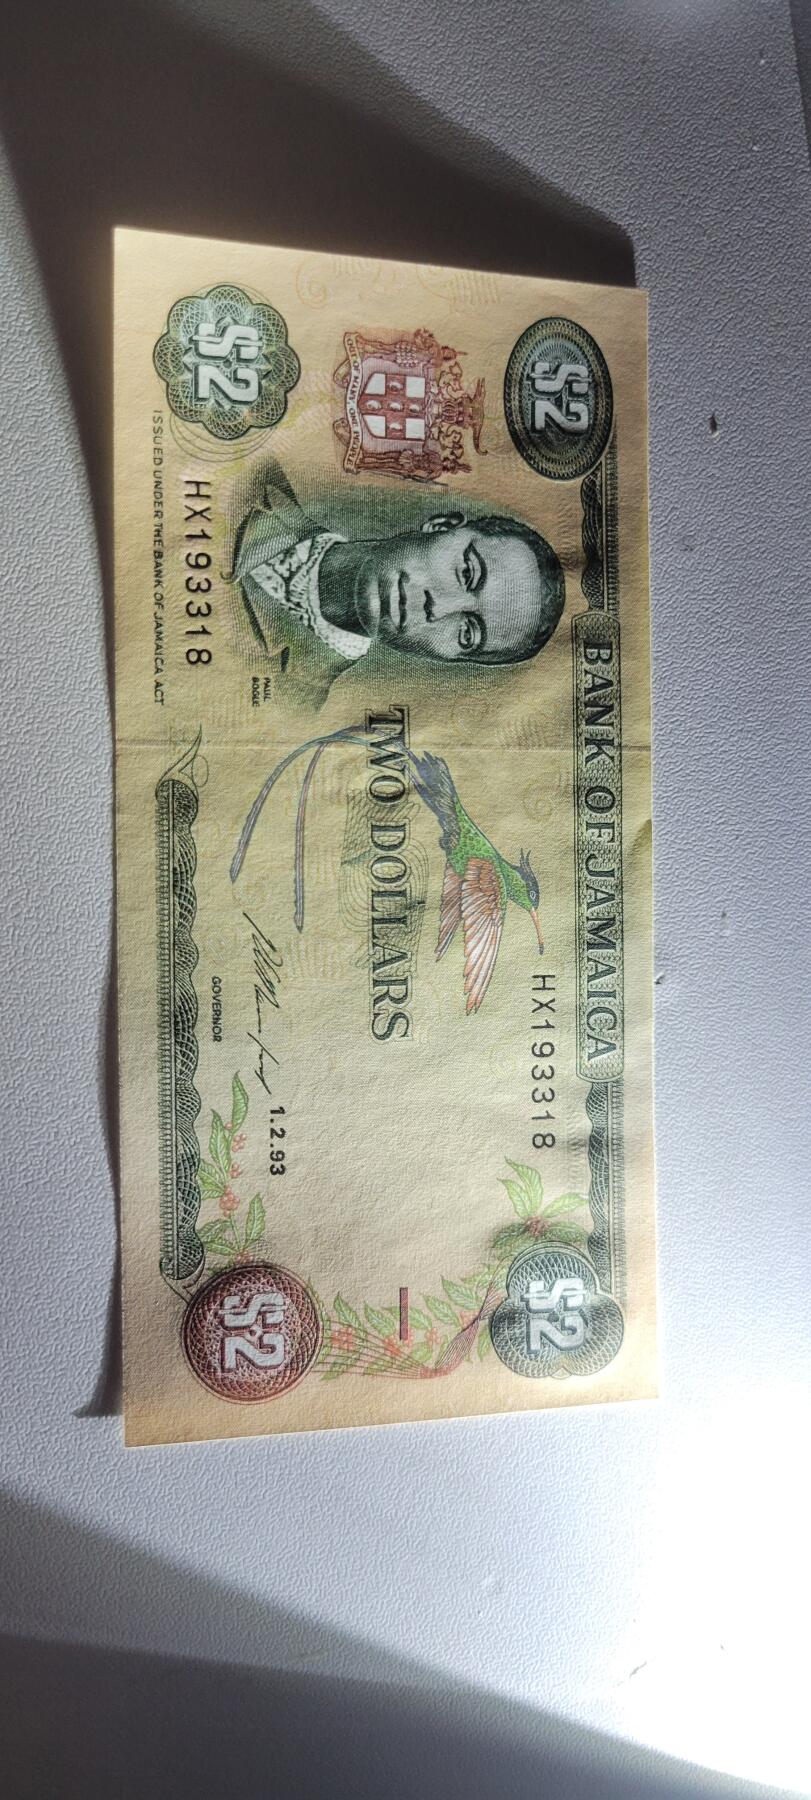 $2
BANK OF JAMAICA
$2
OUT OF MANY, ONE PEOPLE
HX193318
TWO DOLLARS
PAUL
BOGLE
HX193318
1.2.93
GOVERNOR
$2
ISSUED UNDER THE BANK OF JAMAICA ACT
$2